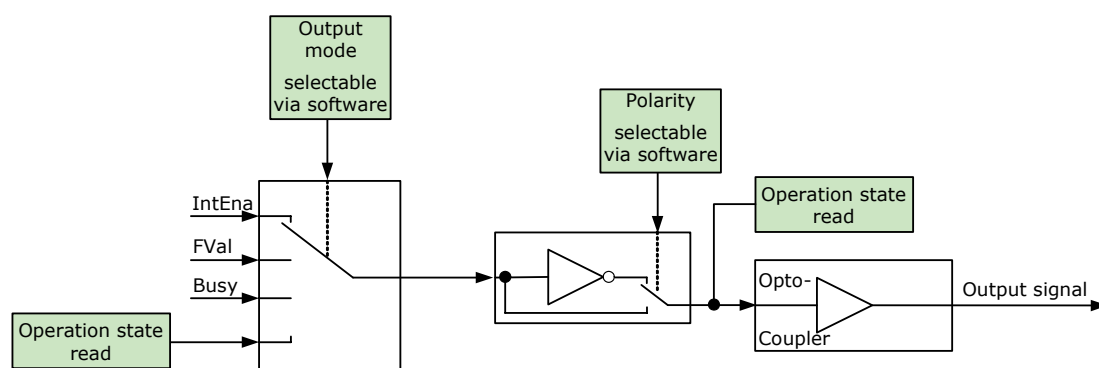 Output
mode
selectable
via software
Polarity
selectable
via software
IntEna
FVal
Busy
Operation state
read
Operation state
read
Opto-
Coupler
Output signal